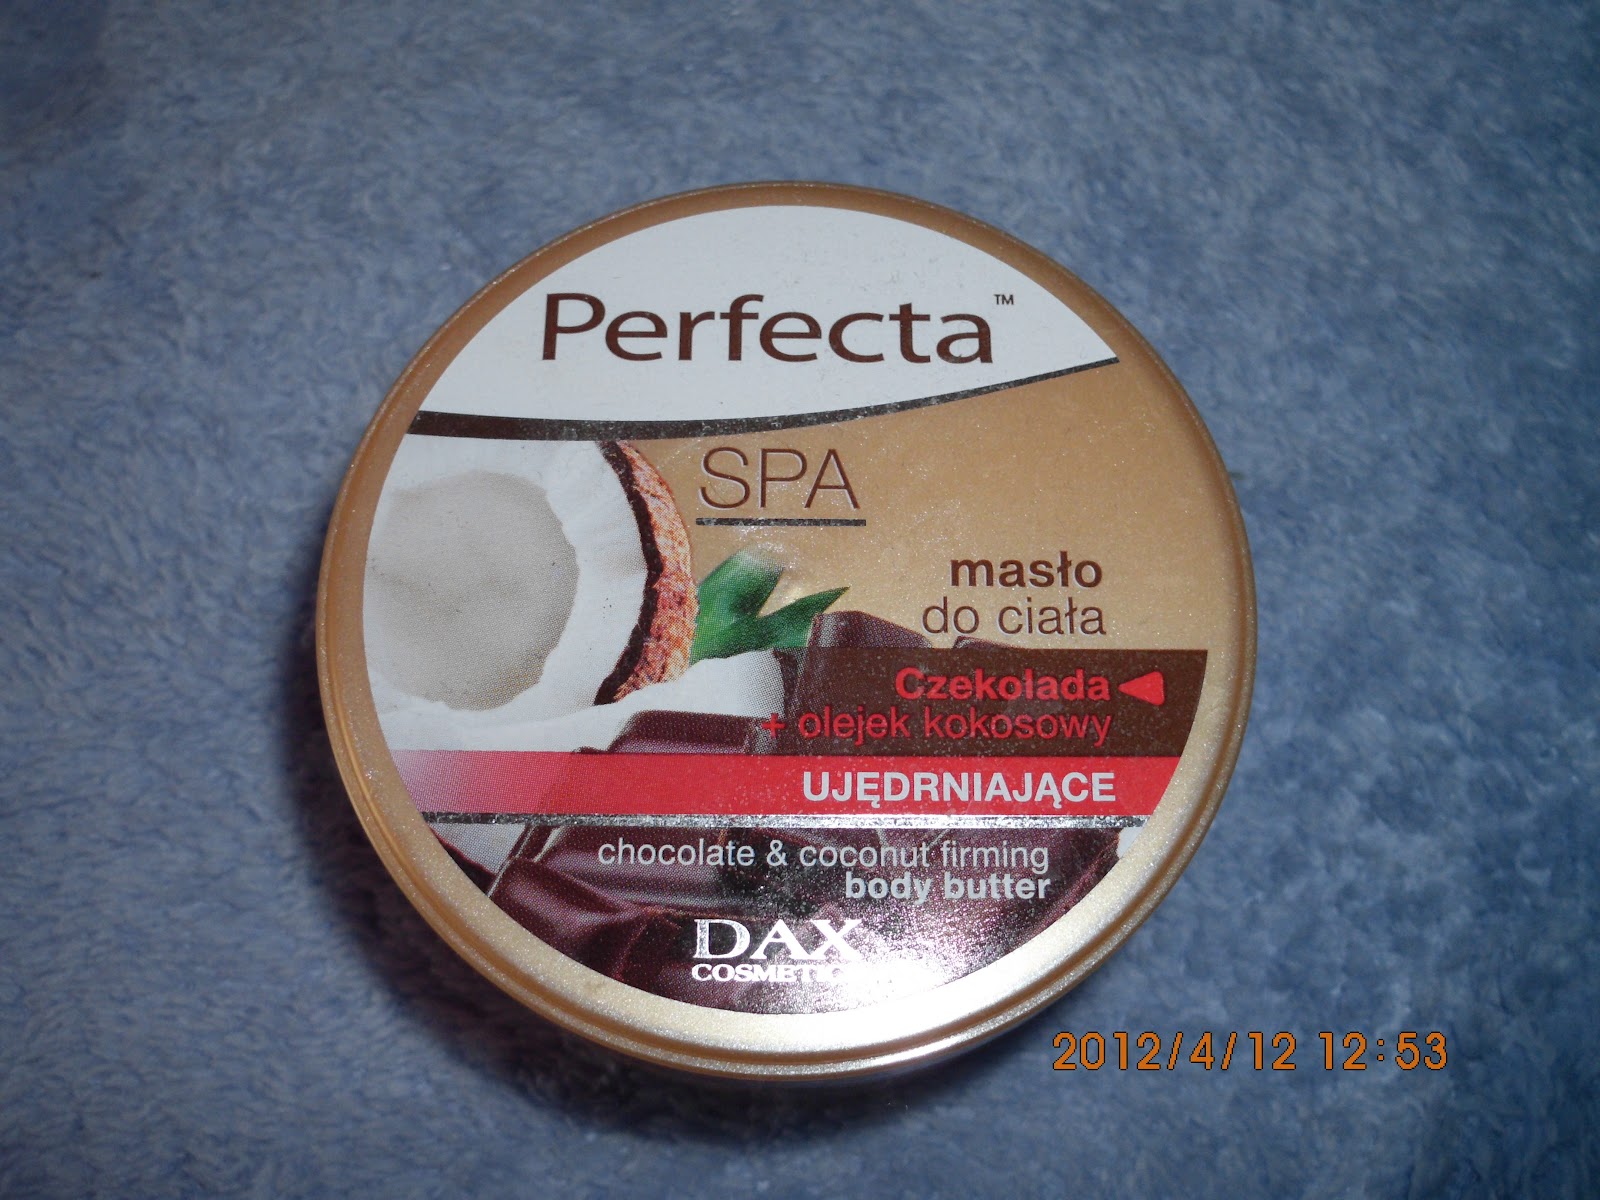 Perfecta™
SPA
masło
do ciała
Czekolada
+ olejek kokosowy
UJĘDRNIAJĄCE
chocolate & coconut firming
body butter
DAX
2012/4/12 12:53